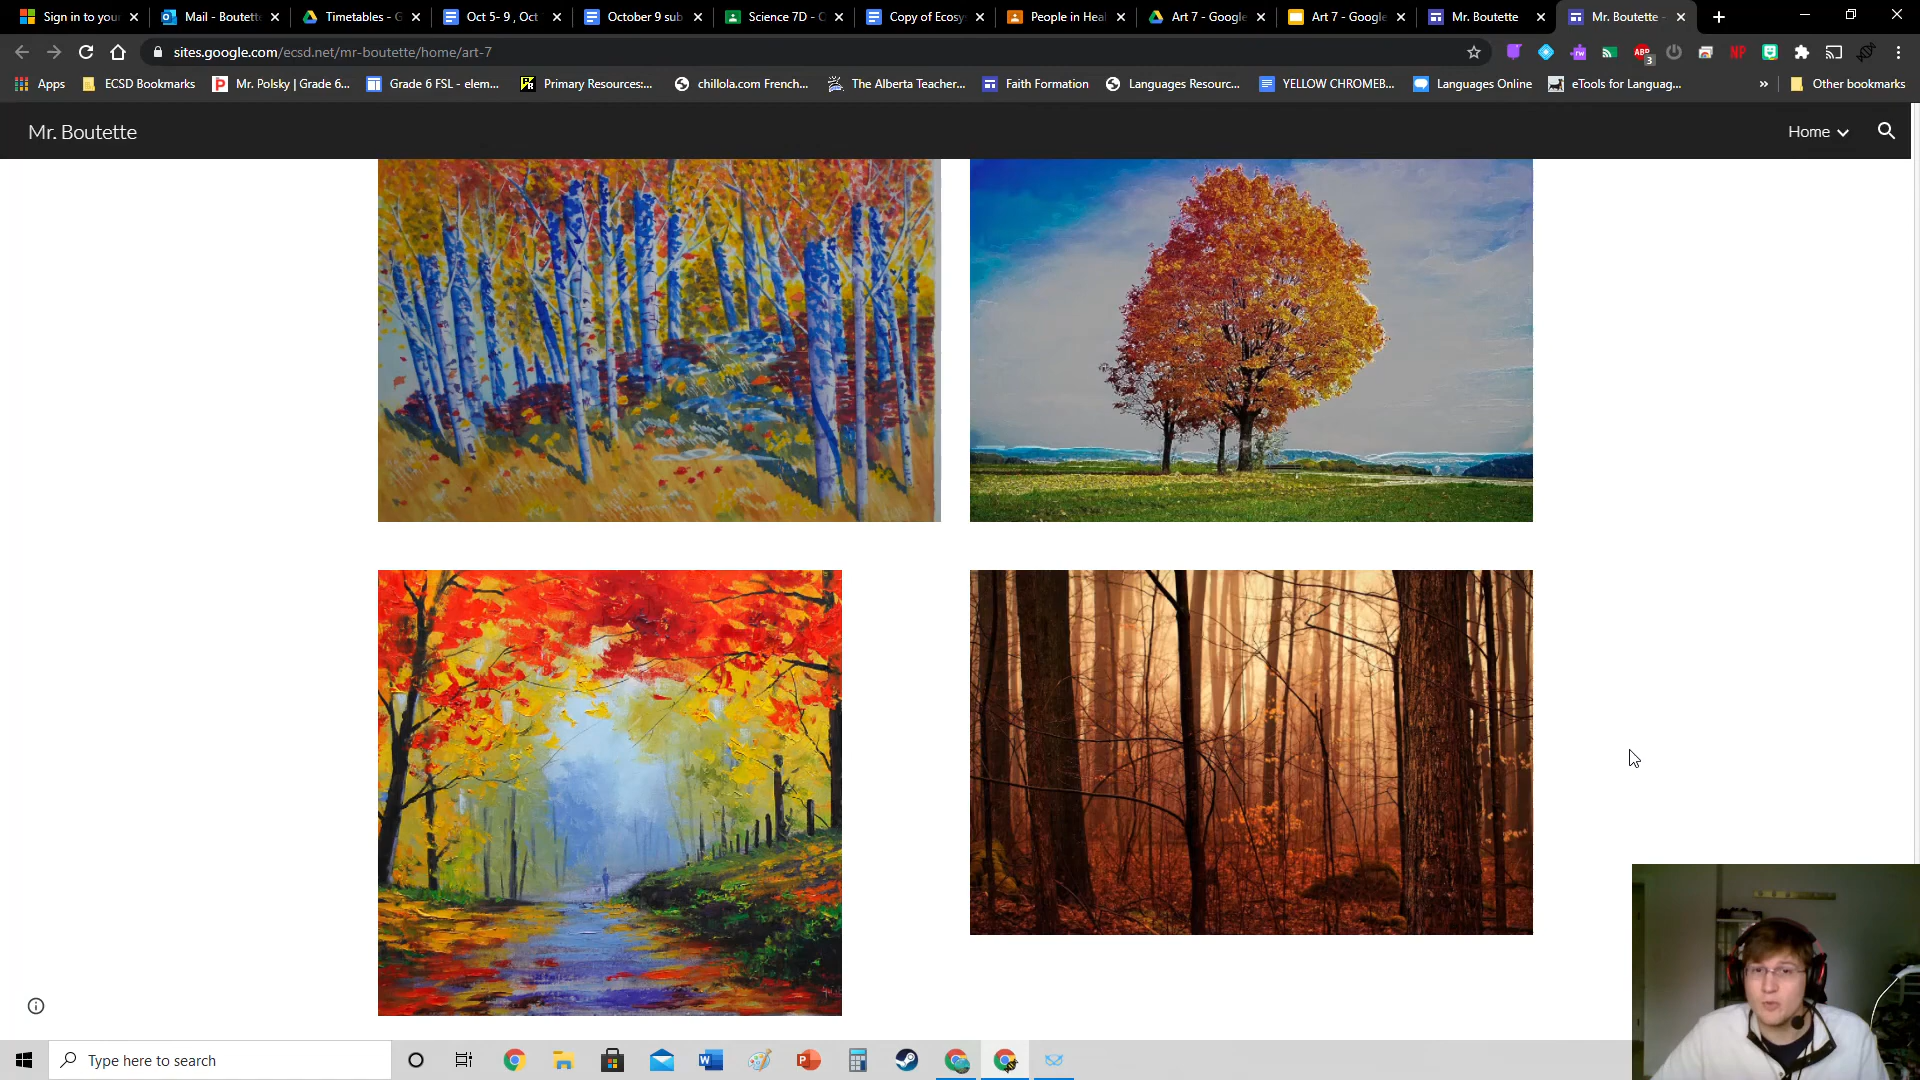 Sign in to your
Mail - Boutett
Timetables - G
Oct 5- 9 , Oct
October 9 sub
Science 7D - C
Copy of Ecosy
People in Heal
Art 7 - Google
Art 7 - Google
Mr. Boutette
Mr. Boutette -
sites.google.com/ecsd.net/mr-boutette/home/art-7
ABD
3
NP
Apps
ECSD Bookmarks
Mr. Polsky | Grade 6...
Grade 6 FSL - elem...
Primary Resources:...
chillola.com French...
The Alberta Teacher...
Faith Formation
Languages Resourc...
YELLOW CHROMEB...
Languages Online
eTools for Languag...
»
Other bookmarks
Mr. Boutette
Home
Type here to search